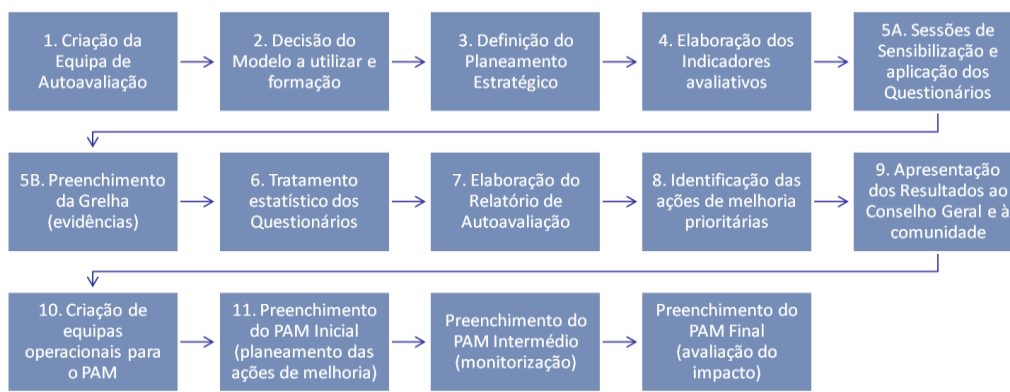 1. Criação da
Equipa de
Autoavaliação
2. Decisão do
Modelo a utilizar e
formação
3. Definição do
Planeamento
Estratégico
4. Elaboração dos
Indicadores
avaliativos
5A. Sessões de
Sensibilização e
aplicação dos
Questionários
5B. Preenchimento
da Grelha
(evidências)
6. Tratamento
estatístico dos
Questionários
7. Elaboração do
Relatório de
Autoavaliação
8. Identificação das
ações de melhoria
prioritárias
9. Apresentação
dos Resultados ao
Conselho Geral e à
comunidade
10. Criação de
equipas
operacionais para
o PAM
11. Preenchimento
do PAM Inicial
(planeamento das
ações de melhoria)
Preenchimento do
PAM Intermédio
(monitorização)
Preenchimento do
PAM Final
(avaliação do
impacto)